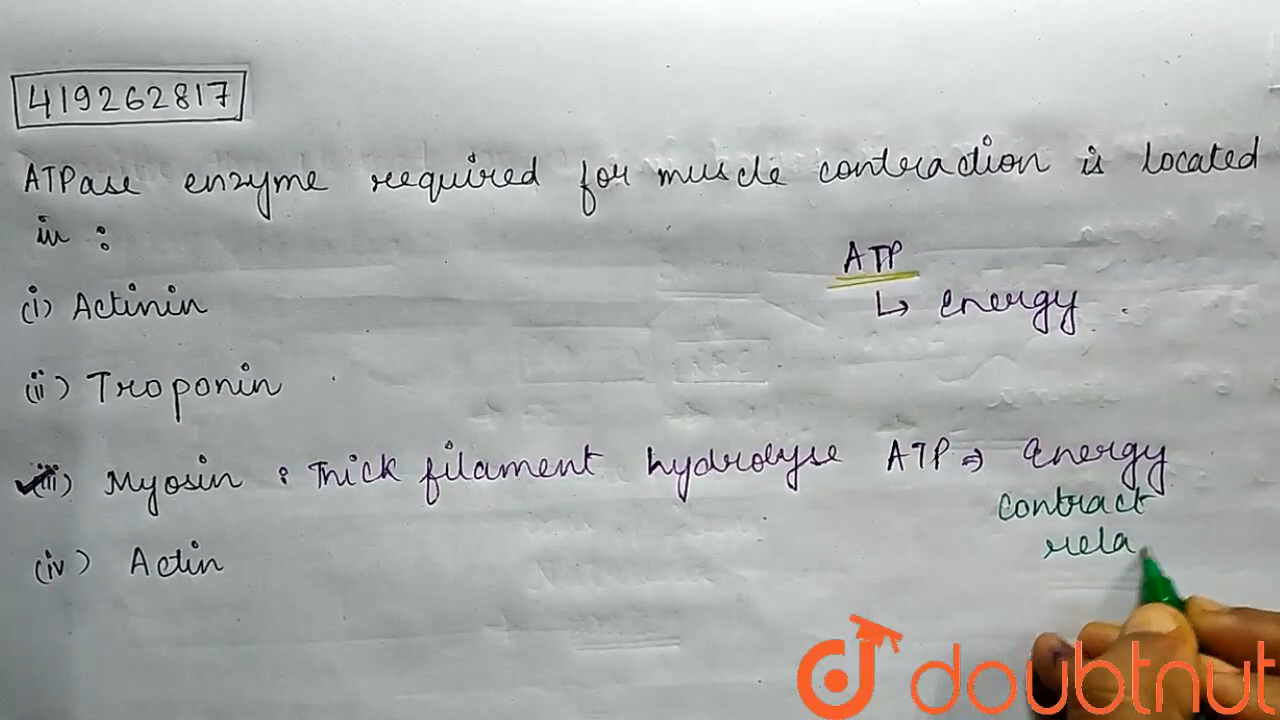 419262817
ATPase enzyme required for muscle contraction is located
in :
(i) Actinin
ATP
↳ energy
(ii) Troponin
(iii) Myosin : Thick filament hydrolyse ATP ⇒ Energy
contract
rela
(iv) Actin
doubtnut